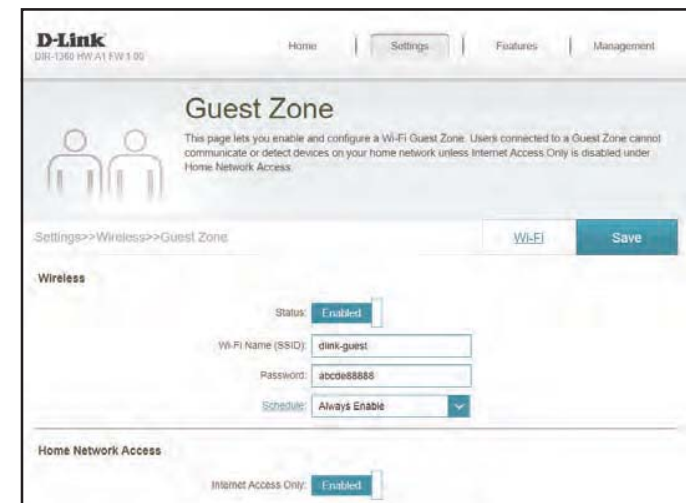 D-Link
DIR-1360 HW:A1 FW:1.00
Home | Settings | Features | Management
Guest Zone
This page lets you enable and configure a Wi-Fi Guest Zone. Users connected to a Guest Zone cannot
communicate or detect devices on your home network unless Internet Access Only is disabled under
Home Network Access.
Settings>>Wireless>>Guest Zone
Wi-Fi
Save
Wireless
Status: Enabled
Wi-Fi Name (SSID): dlink-guest
Password: abcde88888
Schedule: Always Enable
Home Network Access
Internet Access Only: Enabled